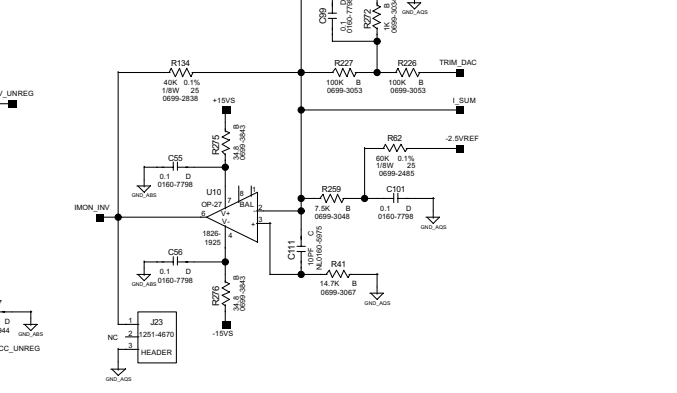 C99
0.1 D
0160-7798
R272
1K B
GND_AQS
R134
40K 0.1%
1/8W 25
0699-2838
R227
100K B
0699-3053
R226
100K B
0699-3053
TRIM_DAC
V_UNREG
+15VS
I_SUM
R275
34.8 B
0699-3843
-2.5VREF
R62
60K 0.1%
1/8W 25
0699-2485
C55
0.1 D
0160-7798
GND_ABS
U10
OP-27
7
8
1
BAL
V+
V-
6
2
3
-
+
4
1826-
1925
IMON_INV
R259
7.5K B
0699-3048
C101
0.1 D
0160-7798
GND_AQS
C111
10PF C
NL0160-5975
C56
0.1 D
0160-7798
GND_ABS
R41
14.7K B
0699-3067
GND_AQS
R276
34.8 B
0699-3843
-15VS
D
944
GND_ABS
CC_UNREG
1
NC 2
3
J23
1251-4670
HEADER
GND_AQS